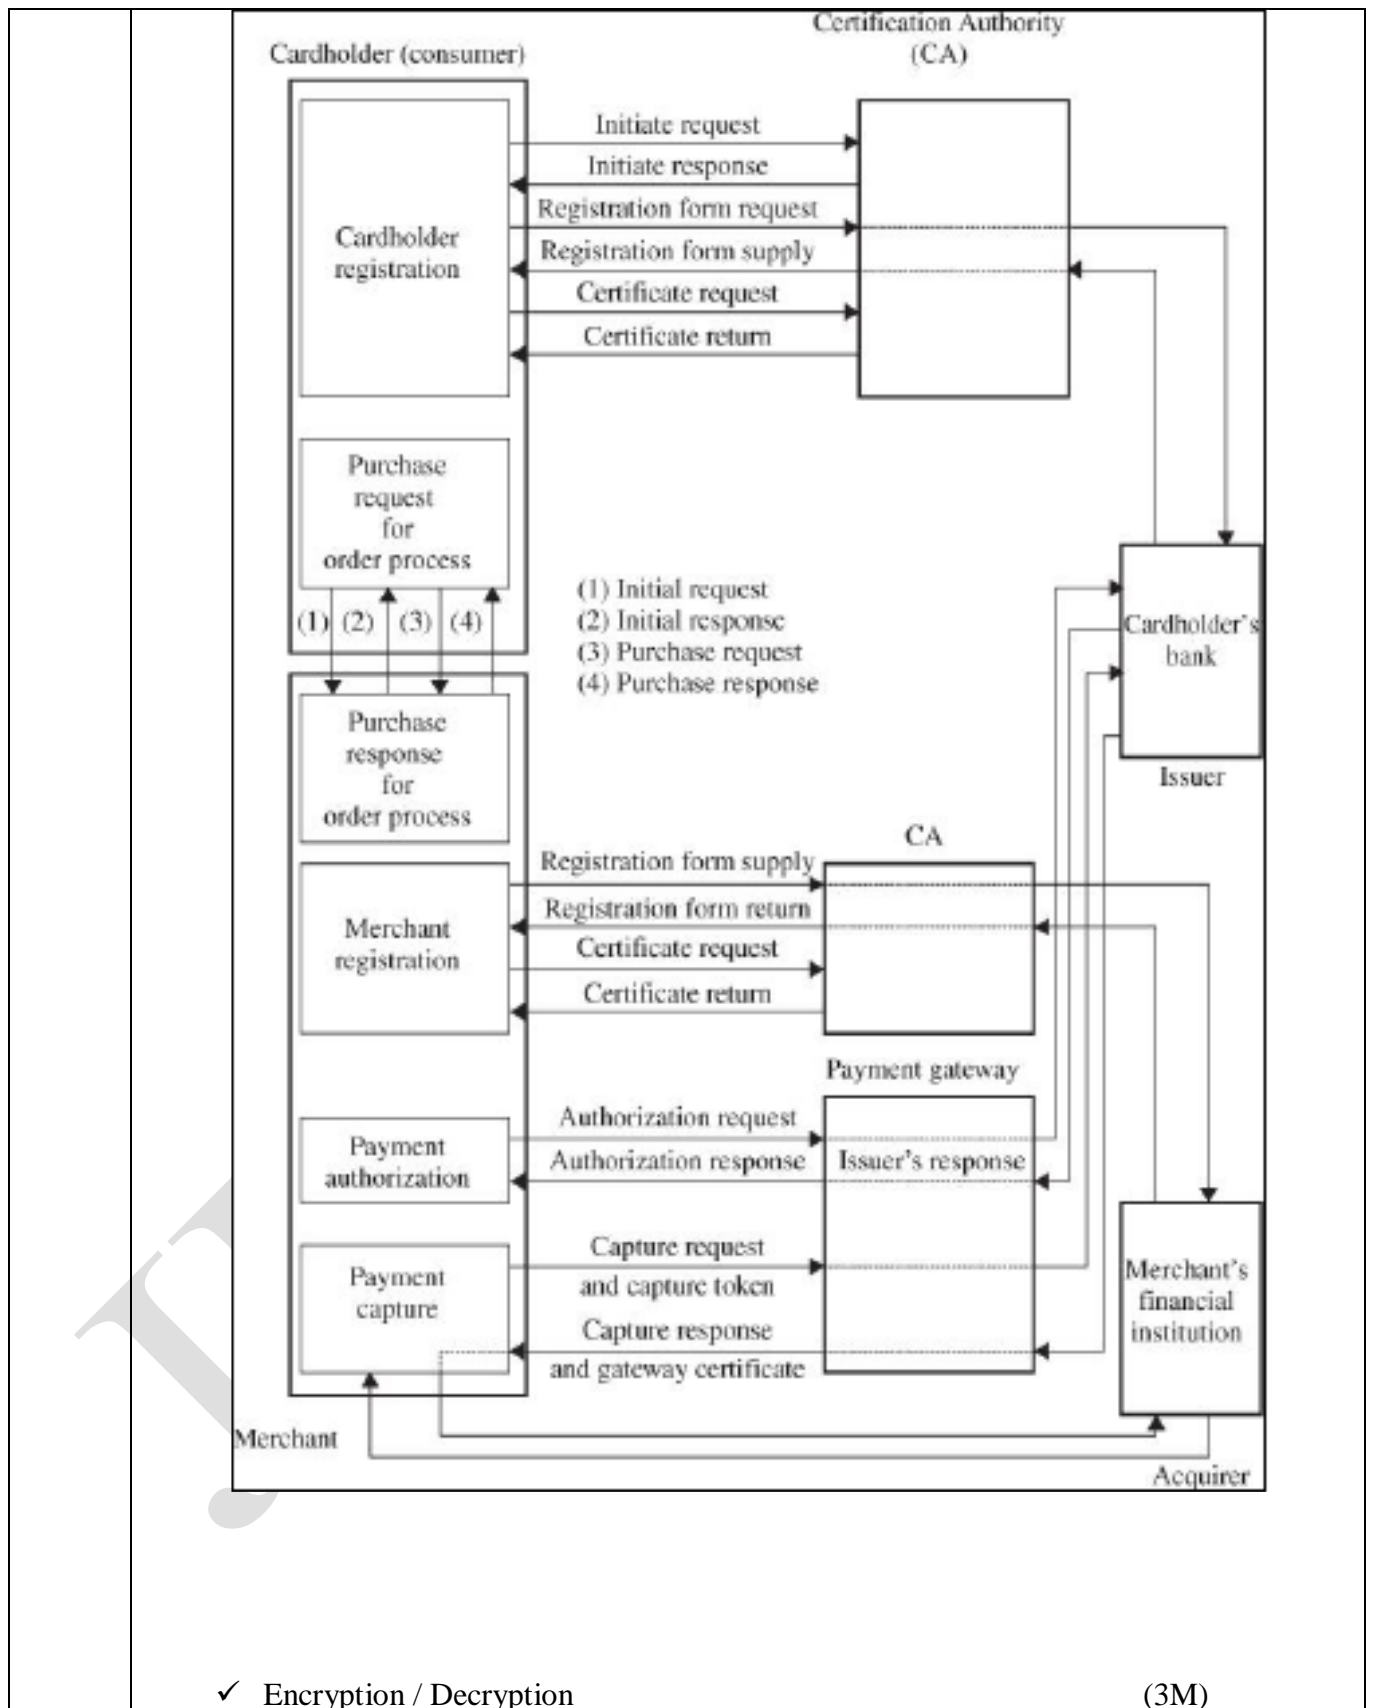 Certification Authority
(CA)
Cardholder (consumer)
Initiate request
Initiate response
Registration form request
Cardholder
registration
Registration form supply
Certificate request
Certificate return
Purchase
request
for
order process
(1) (2) (3) (4)
(1) Initial request
(2) Initial response
(3) Purchase request
(4) Purchase response
Cardholder's
bank
Issuer
Purchase
response
for
order process
CA
Registration form supply
Registration form return
Merchant
registration
Certificate request
Certificate return
Payment gateway
Authorization request
Payment
authorization
Authorization response
Issuer's response
Capture request
and capture token
Payment
capture
Capture response
and gateway certificate
Merchant's
financial
institution
Merchant
Acquirer
✓ Encryption / Decryption (3M)